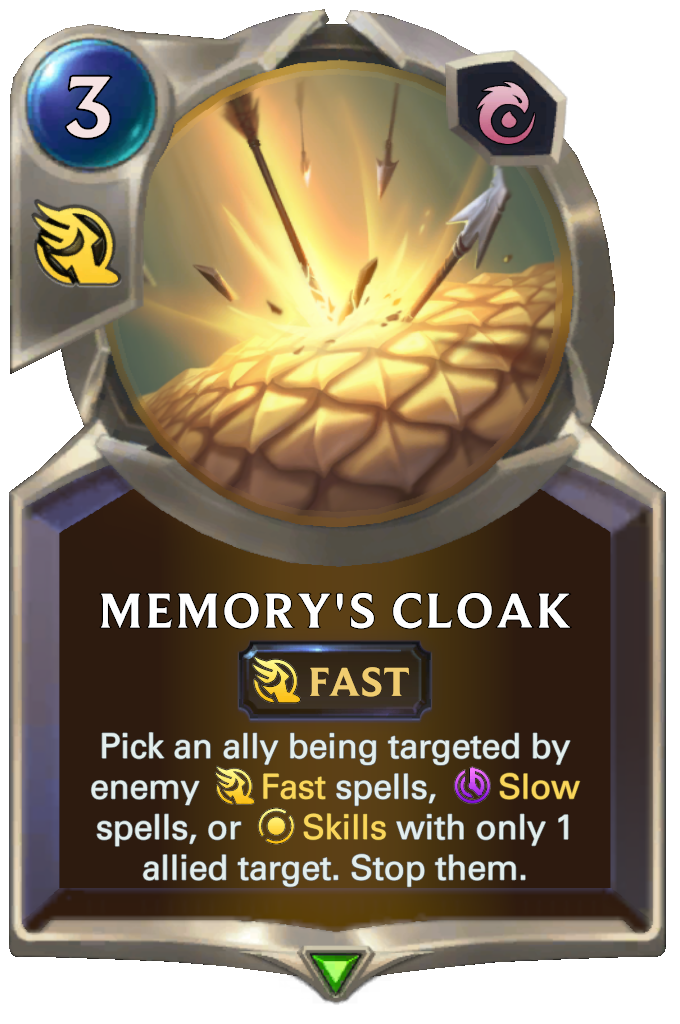 3
MEMORY'S CLOAK
FAST
Pick an ally being targeted by
enemy Fast spells, Slow
spells, or Skills with only 1
allied target. Stop them.